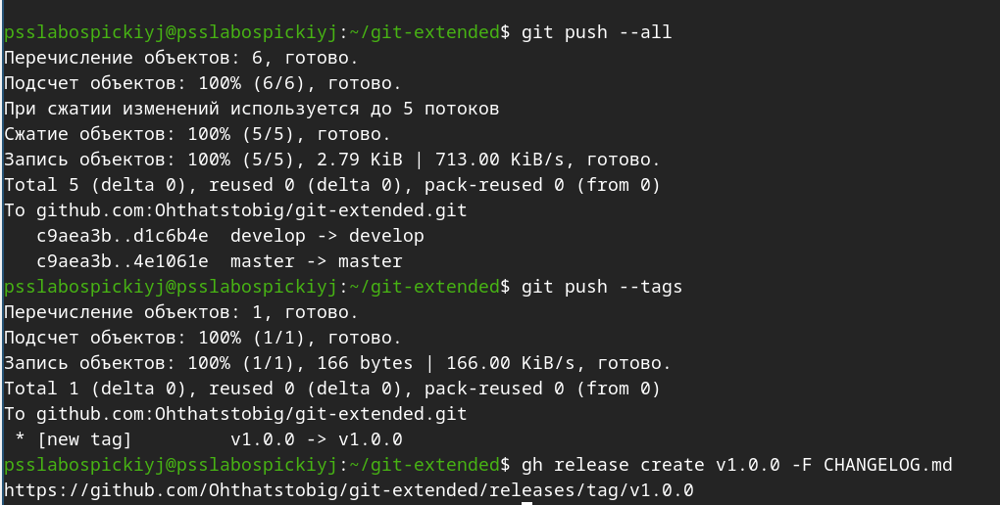 psslabospickiyj@psslabospickiyj:~/git-extended$ git push --all
Перечисление объектов: 6, готово.
Подсчет объектов: 100% (6/6), готово.
При сжатии изменений используется до 5 потоков
Сжатие объектов: 100% (5/5), готово.
Запись объектов: 100% (5/5), 2.79 KiB | 713.00 KiB/s, готово.
Total 5 (delta 0), reused 0 (delta 0), pack-reused 0 (from 0)
To github.com:Ohthatstobig/git-extended.git
   c9aea3b..d1c6b4e  develop -> develop
   c9aea3b..4e1061e  master -> master
psslabospickiyj@psslabospickiyj:~/git-extended$ git push --tags
Перечисление объектов: 1, готово.
Подсчет объектов: 100% (1/1), готово.
Запись объектов: 100% (1/1), 166 bytes | 166.00 KiB/s, готово.
Total 1 (delta 0), reused 0 (delta 0), pack-reused 0 (from 0)
To github.com:Ohthatstobig/git-extended.git
 * [new tag]         v1.0.0 -> v1.0.0
psslabospickiyj@psslabospickiyj:~/git-extended$ gh release create v1.0.0 -F CHANGELOG.md
https://github.com/Ohthatstobig/git-extended/releases/tag/v1.0.0